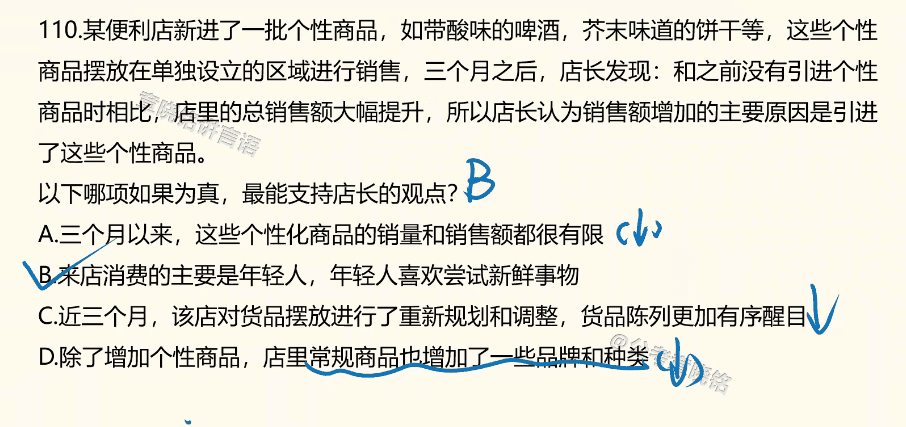 110.某便利店新进了一批个性商品，如带酸味的啤酒，芥末味道的饼干等，这些个性
商品摆放在单独设立的区域进行销售，三个月之后，店长发现：和之前没有引进个性
商品时相比，店里的总销售额大幅提升，所以店长认为销售额增加的主要原因是引进
了这些个性商品。
以下哪项如果为真，最能支持店长的观点? B
A.三个月以来，这些个性化商品的销量和销售额都很有限 (↓)
B.来店消费的主要是年轻人，年轻人喜欢尝试新鲜事物
C.近三个月，该店对货品摆放进行了重新规划和调整，货品陈列更加有序醒目 ↓
D.除了增加个性商品，店里常规商品也增加了一些品牌和种类 (↓)